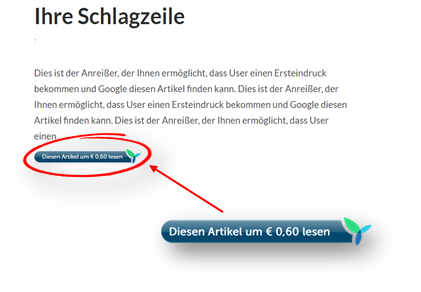 Ihre Schlagzeile
Dies ist der Anreißer, der Ihnen ermöglicht, dass User einen Ersteindruck
bekommen und Google diesen Artikel finden kann. Dies ist der Anreißer, der
Ihnen ermöglicht, dass User einen Ersteindruck bekommen und Google diesen
Artikel finden kann. Dies ist der Anreißer, der Ihnen ermöglicht, dass User
einen
Diesen Artikel um € 0,60 lesen
Diesen Artikel um € 0,60 lesen